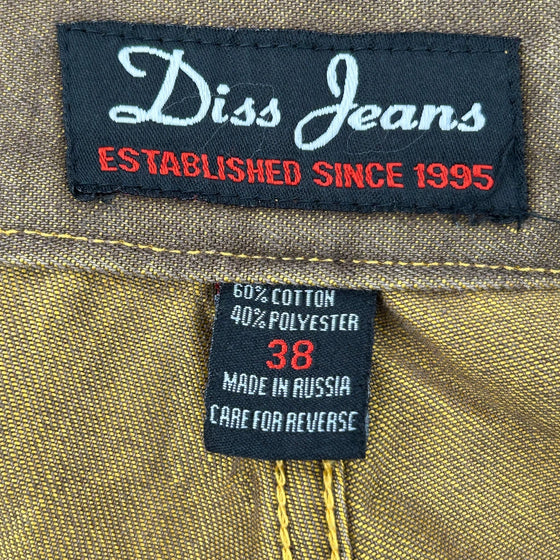 Diss Jeans
ESTABLISHED SINCE 1995
60% COTTON
40% POLYESTER
38
MADE IN RUSSIA
CARE FOR REVERSE